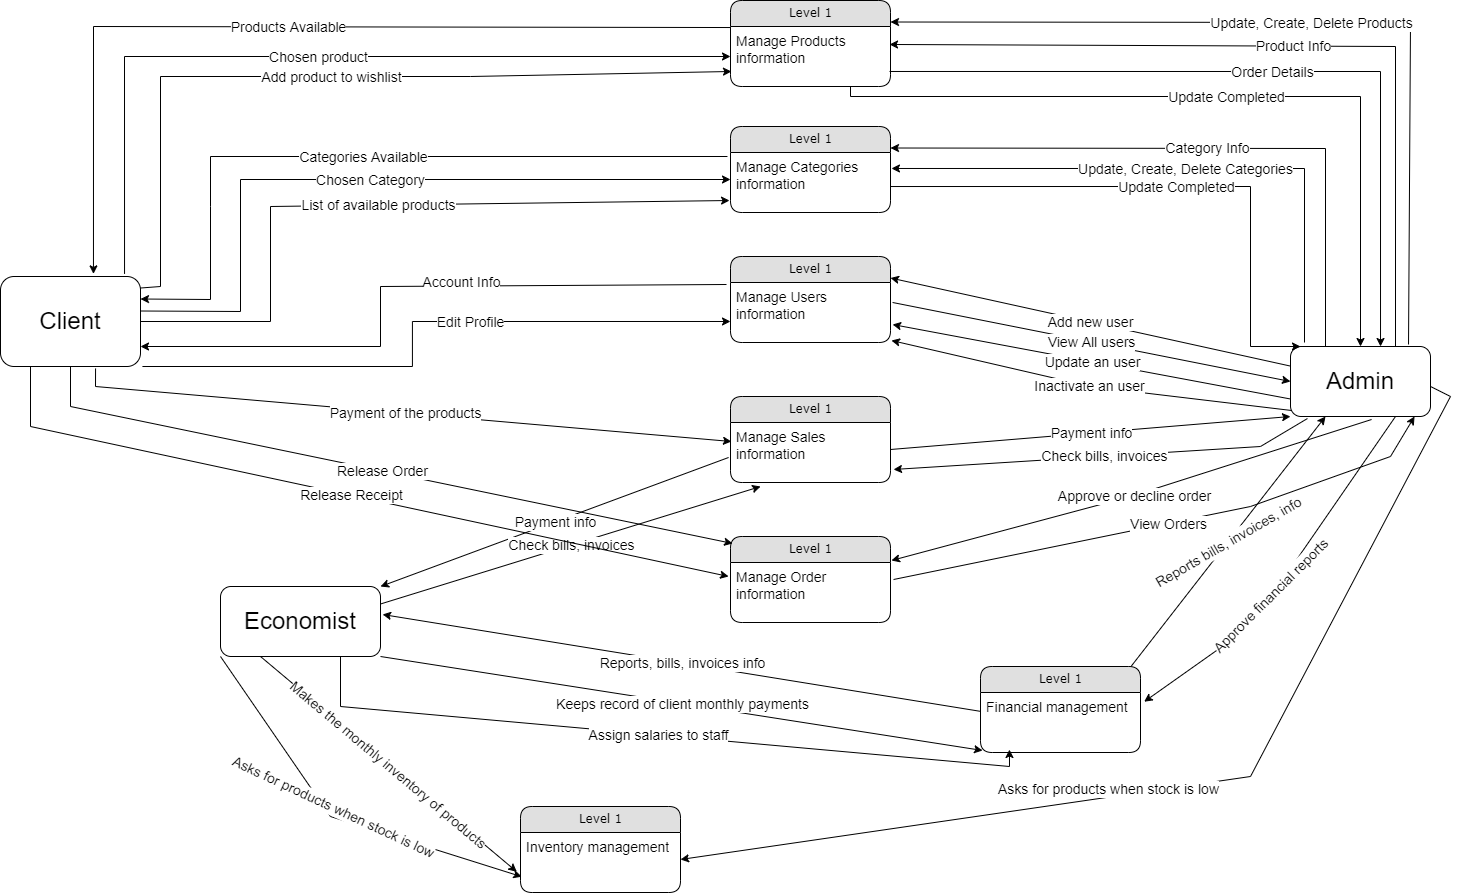 Level 1
Products Available
Update, Create, Delete Products
Manage Products
information
Product Info
Chosen product
Add product to wishlist
Order Details
Update Completed
Level 1
Categories Available
Category Info
Manage Categories
information
Update, Create, Delete Categories
Chosen Category
Update Completed
List of available products
Level 1
Account Info
Manage Users
information
Client
Edit Profile
Add new user
View All users
Update an user
Inactivate an user
Admin
Level 1
Payment of the products
Manage Sales
information
Payment info
Check bills, invoices
Release Order
Release Receipt
Approve or decline order
View Orders
Payment info
Check bills, invoices
Level 1
Manage Order
information
Reports bills, invoices, info
Approve financial reports
Economist
Reports, bills, invoices info
Level 1
Financial management
Keeps record of client monthly payments
Assign salaries to staff
Makes the monthly inventory of products
Asks for products when stock is low
Asks for products when stock is low
Level 1
Inventory management